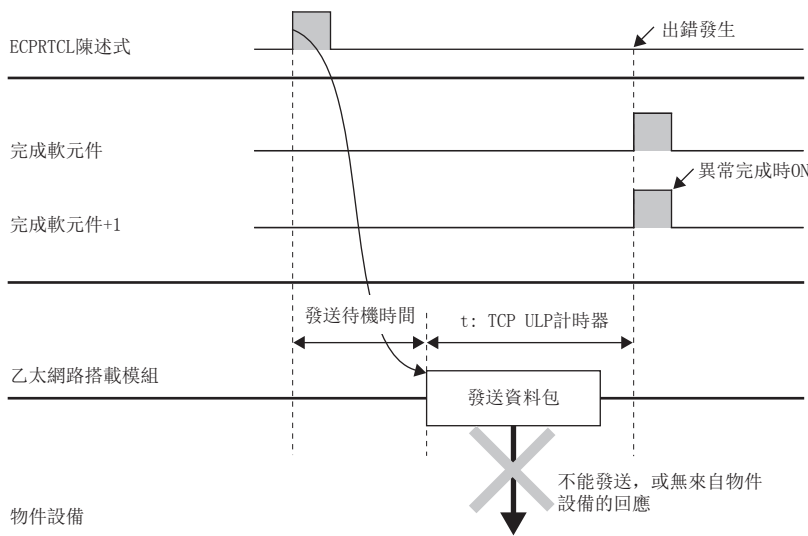 ECPRTCL陳述式
出錯發生
完成軟元件
異常完成時ON
完成軟元件+1
發送待機時間
t: TCP ULP計時器
乙太網路搭載模組
發送資料包
不能發送，或無來自物件
設備的回應
物件設備